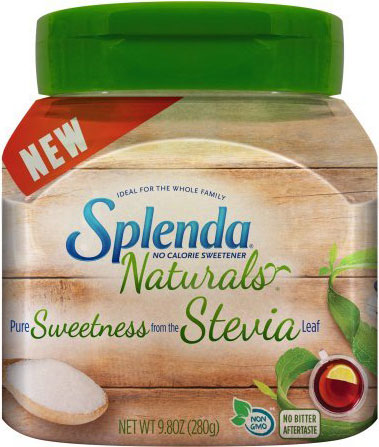 NEW
IDEAL FOR THE WHOLE FAMILY
Splenda®
NO CALORIE SWEETENER
Naturals
Pure Sweetness from the Stevia Leaf
NET WT 9.8OZ (280g)
NON
GMO
NO BITTER
AFTERTASTE